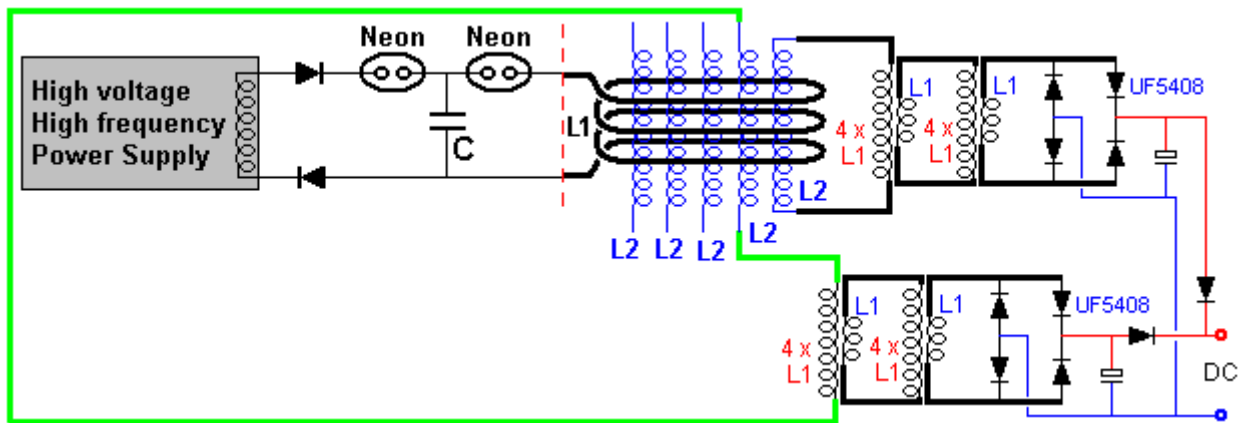 Neon
Neon
High voltage
High frequency
Power Supply
C
L1
L2
L2
L2
L2
L2
4 x
L1
L1
4 x
L1
L1
UF5408
4 x
L1
L1
4 x
L1
L1
UF5408
DC